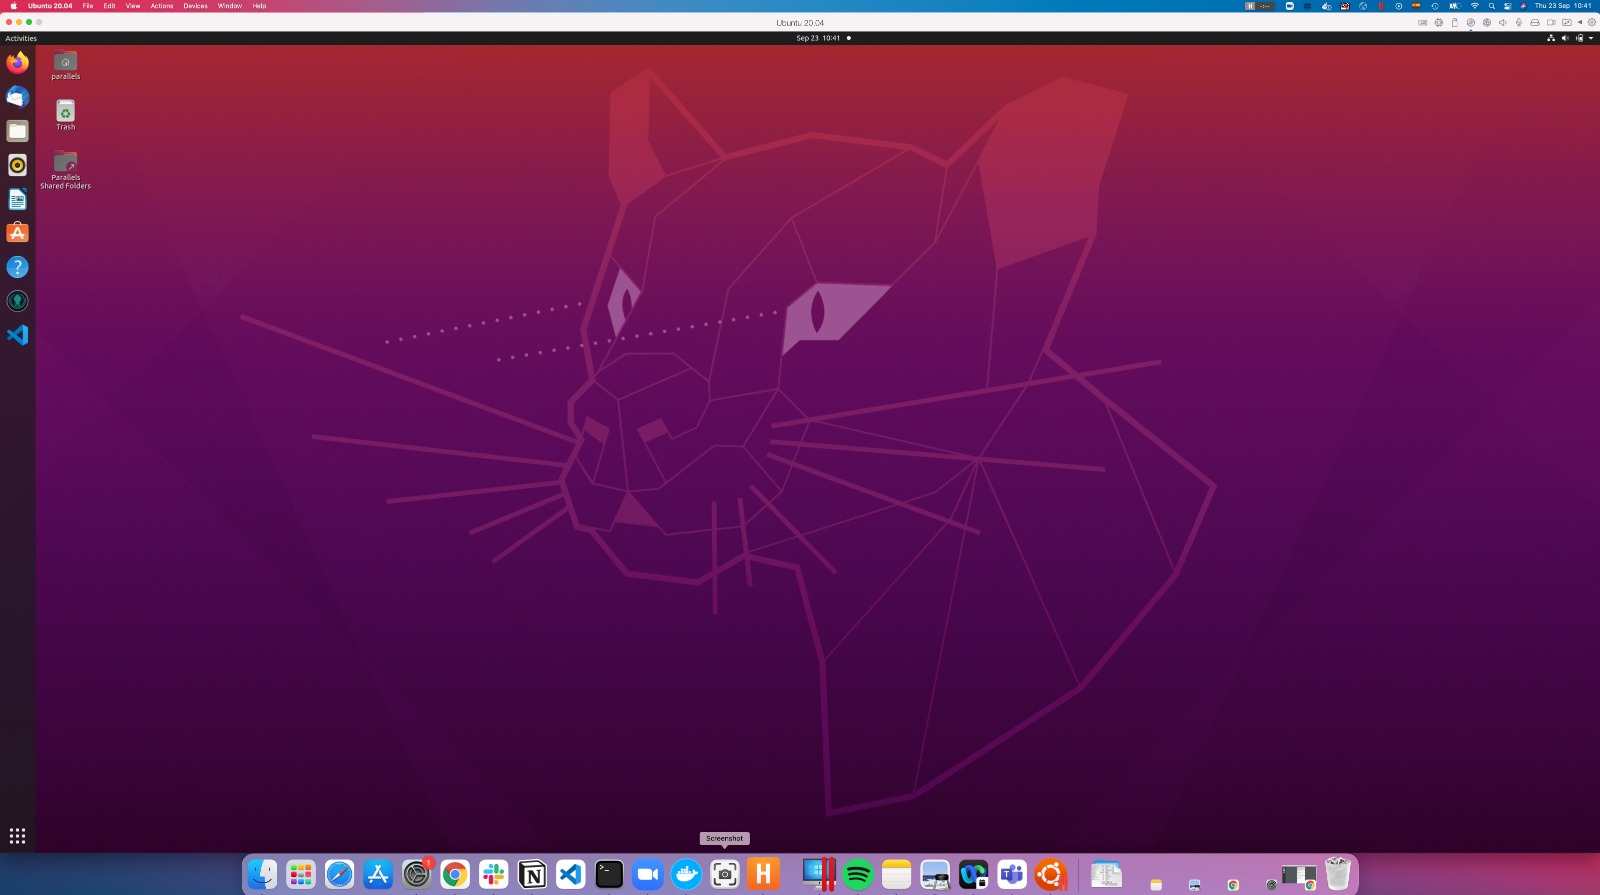 Ubuntu 20.04 File Edit View Actions Devices Window Help
Thu 23 Sep 10:41
Ubuntu 20.04
Activities
Sep 23 10:41
parallels
Trash
Parallels
Shared Folders
Screenshot
1